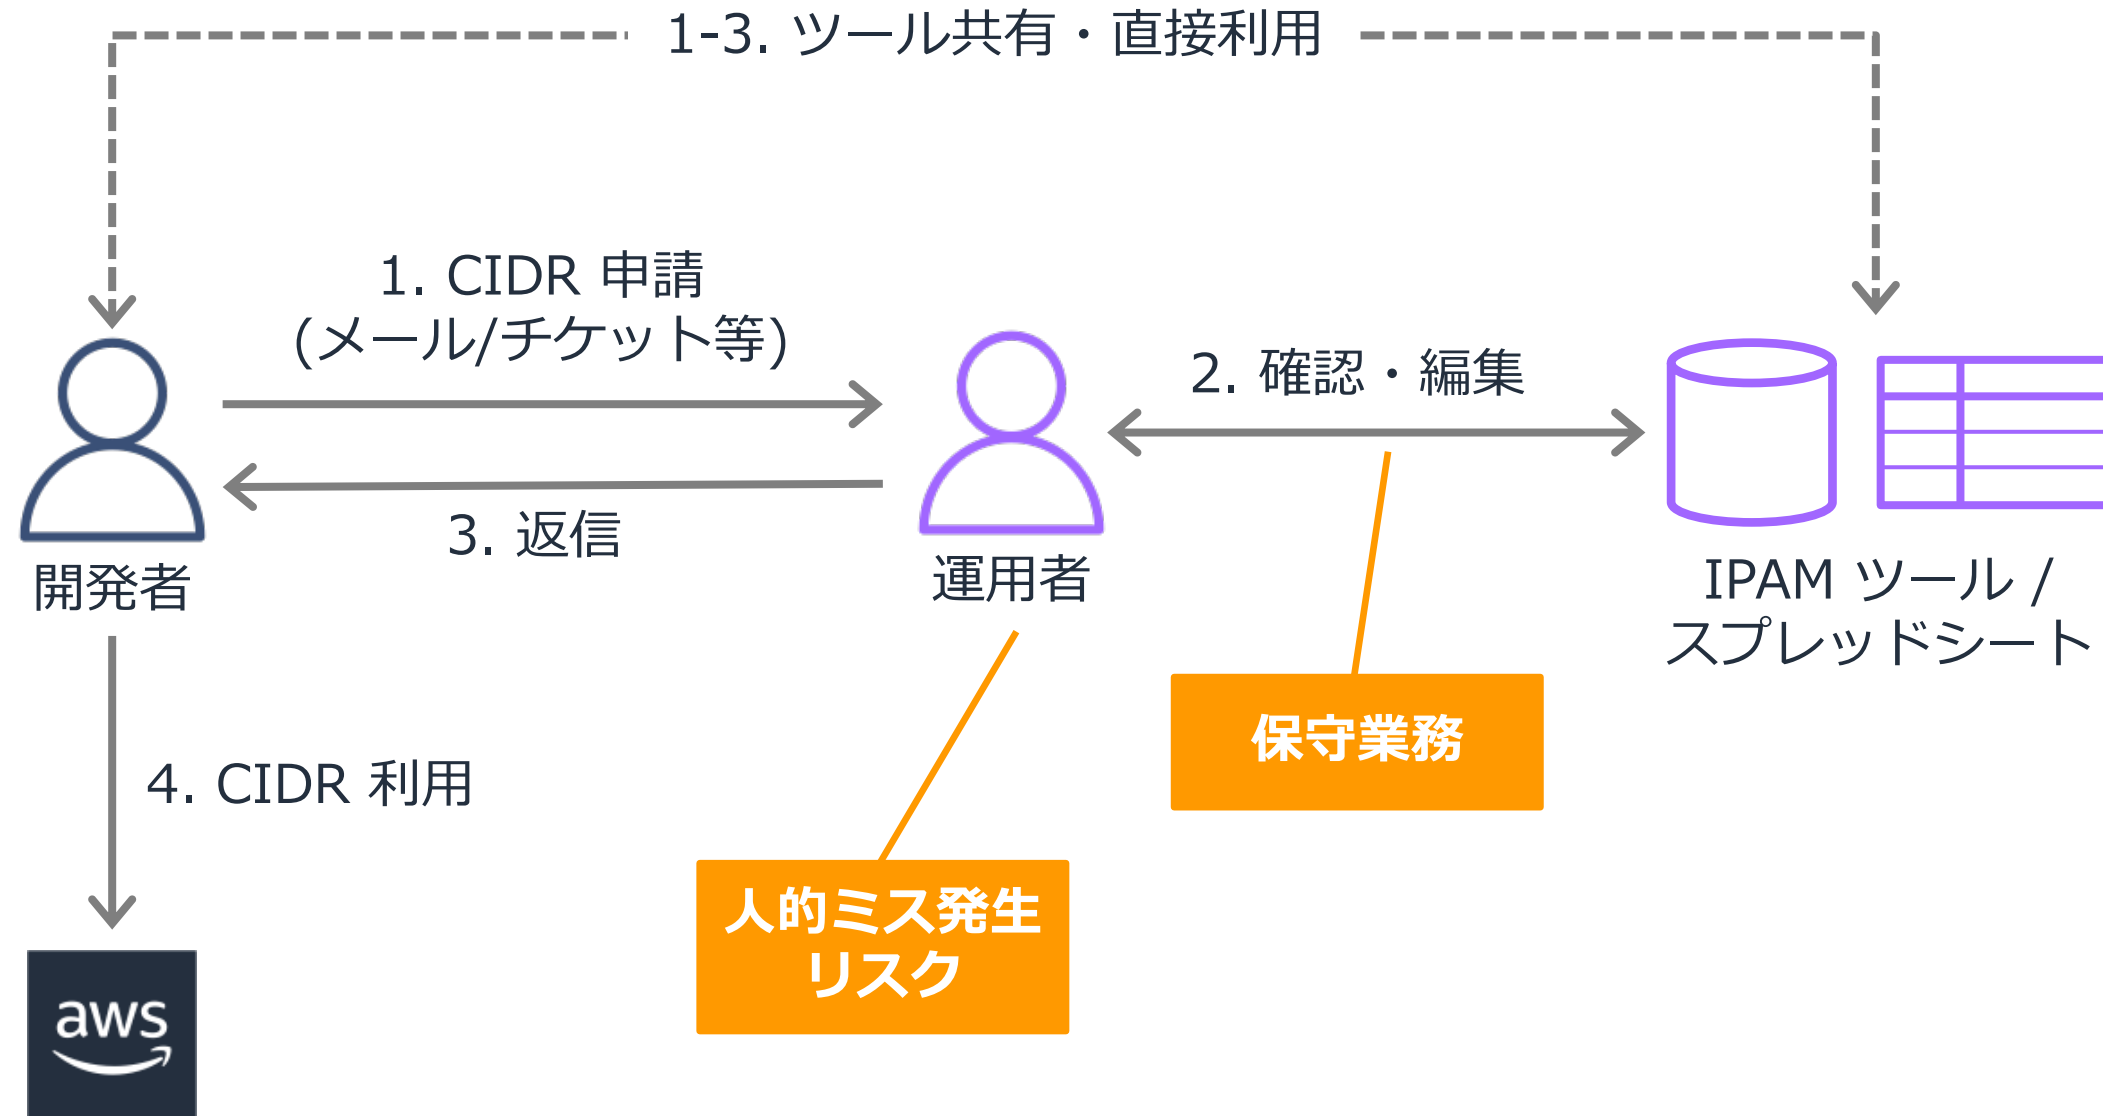 1-3. ツール共有・直接利用
1. CIDR 申請
(メール/チケット等)
2. 確認・編集
3. 返信
開発者
運用者
IPAM ツール /
スプレッドシート
保守業務
4. CIDR 利用
人的ミス発生
リスク
aws